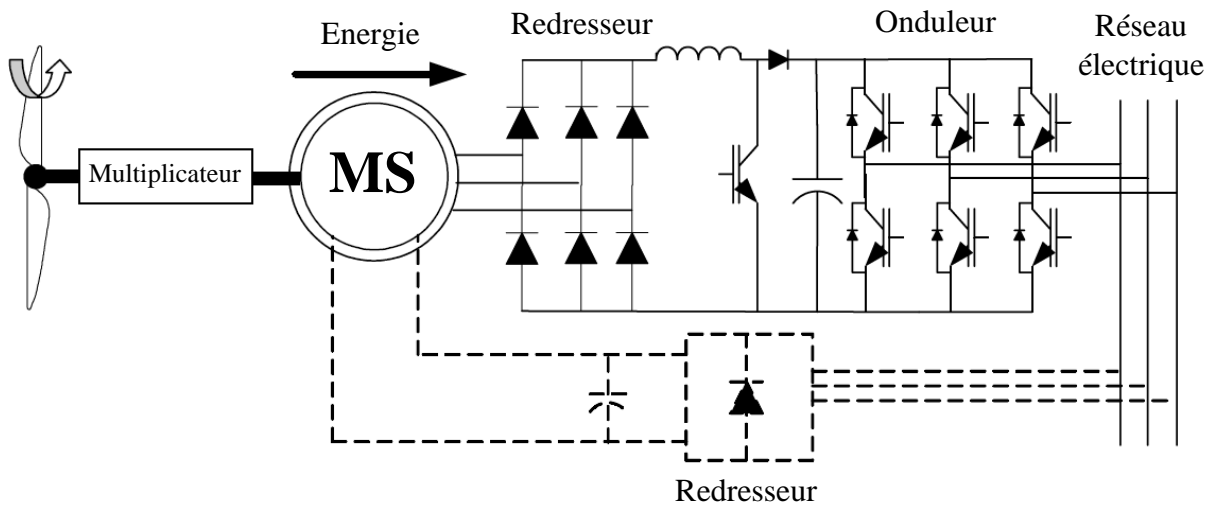 Energie
Redresseur
Onduleur
Réseau
électrique
Multiplicateur
MS
Redresseur